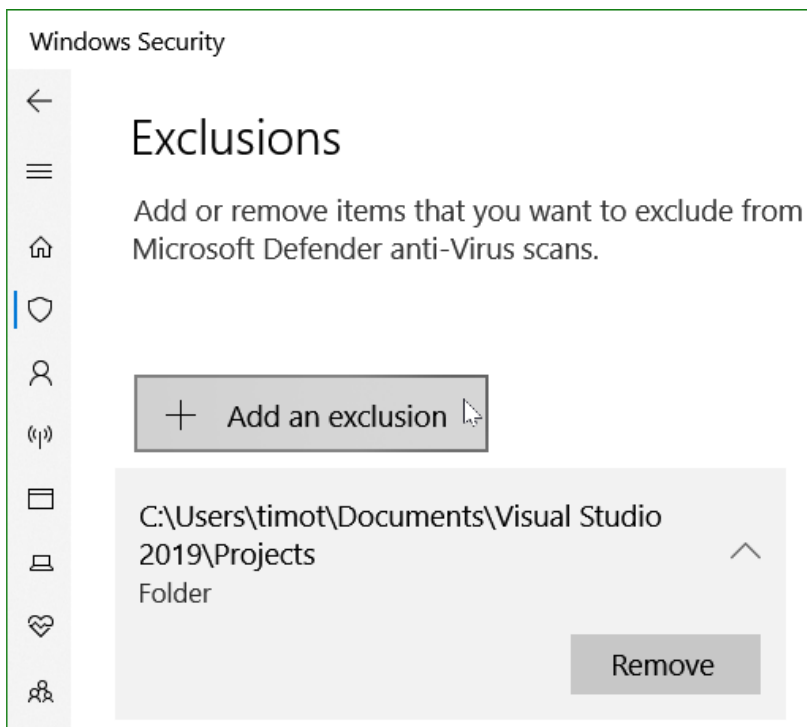 Windows Security
Exclusions
Add or remove items that you want to exclude from
Microsoft Defender anti-Virus scans.
Add an exclusion
C:\Users\timot\Documents\Visual Studio
2019\Projects
Folder
Remove